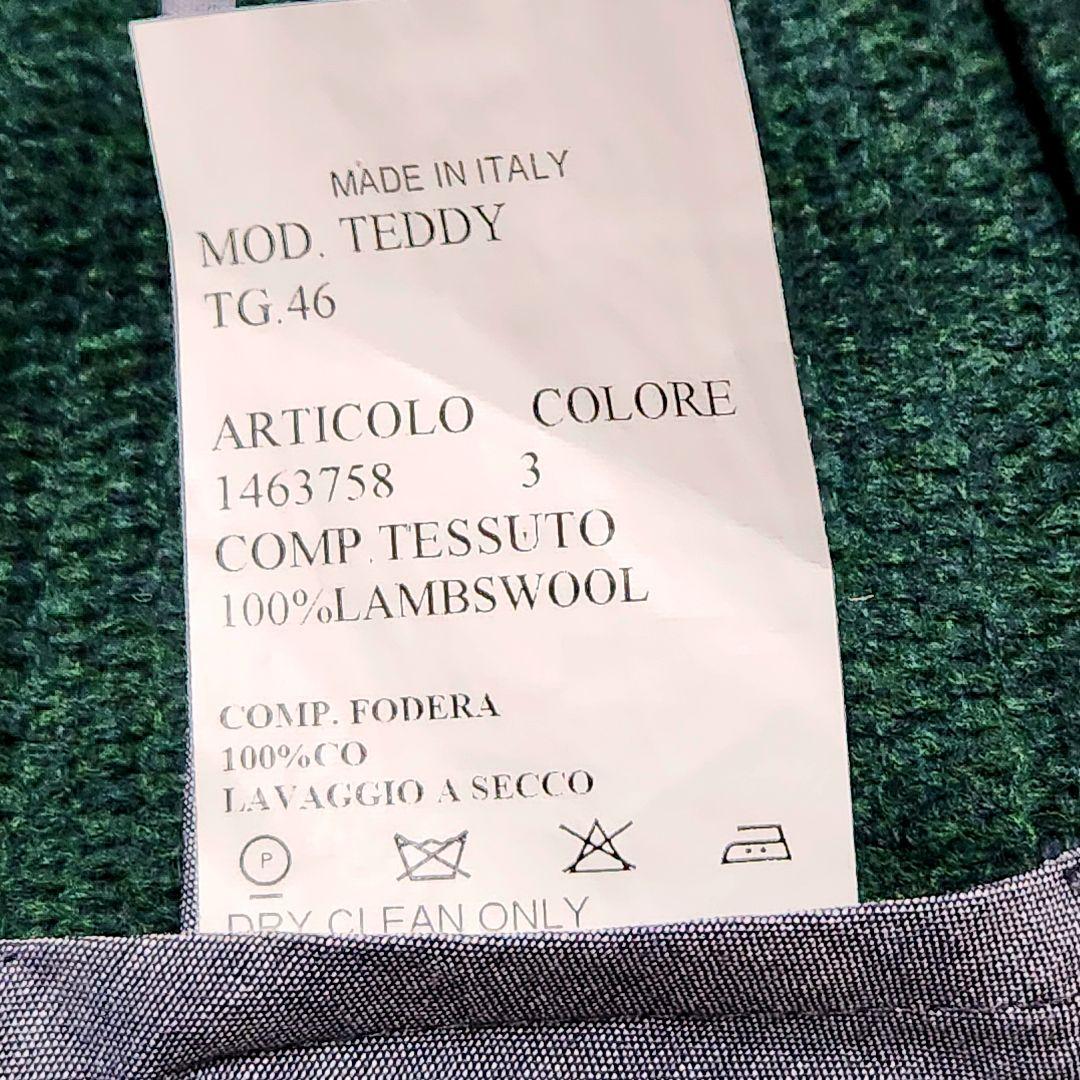 MADE IN ITALY
MOD. TEDDY
TG.46
ARTICOLO COLORE
1463758 3
COMP.TESSUTO
100%LAMBSWOOL
COMP. FODERA
100%CO
LAVAGGIO A SECCO
P
DRY CLEAN ONLY